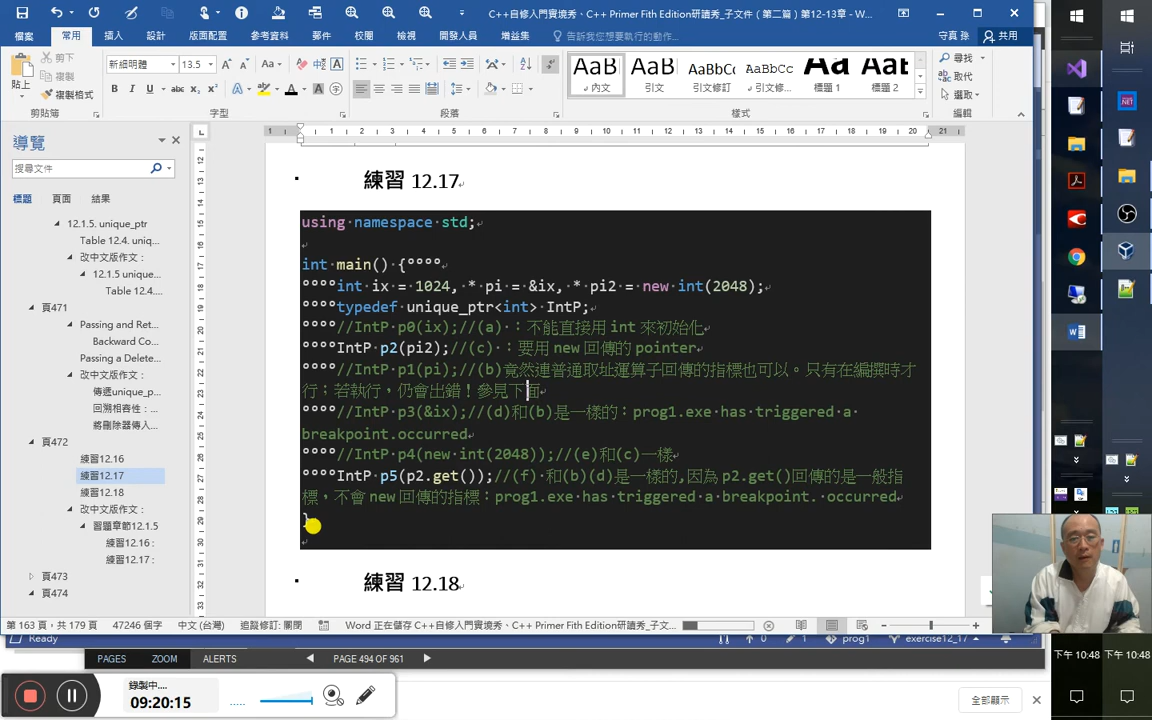 C++自修入門實境秀、C++ Primer Fith Edition研讀秀_子文件（第二篇）第12-13章 - W...
檔案 常用 插入 設計 版面配置 參考資料 郵件 校閱 檢視 開發人員 增益集 告訴我您想要執行的動作... 守真 孫 共用
貼上 剪下 複製 複製格式
新細明體 13.5
AaB AaB AaBbC AaBbCc AaB AaB
內文 引文 引文修訂 引文修... 標題 1 標題 2
尋找 取代 選取
剪貼簿 字型 段落 樣式 編輯
導覽
搜尋文件
標題 頁面 結果
12.1.5. unique_ptr
Table 12.4. uniq...
改中文版作文：
12.1.5 unique...
Table 12.4....
頁471
Passing and Ret...
Backward Co...
Passing a Delete...
改中文版作文：
傳遞unique_p...
回溯相容性：...
將刪除器傳入...
頁472
練習12.16
練習12.17
練習12.18
改中文版作文：
習題章節12.1.5
練習12.16 :
練習12.17 :
頁473
頁474
練習 12.17
using namespace std;
int main() {
int ix = 1024, * pi = &ix, * pi2 = new int(2048);
typedef unique_ptr<int> IntP;
//IntP p0(ix);//(a) ：不能直接用 int 來初始化
IntP p2(pi2);//(c) ：要用 new 回傳的 pointer
//IntP p1(pi);//(b)竟然連普通取址運算子回傳的指標也可以。只有在編撰時才
行；若執行，仍會出錯！參見下面
//IntP p3(&ix);//(d)和(b)是一樣的：prog1.exe has triggered a
breakpoint.occurred
//IntP p4(new int(2048));//(e)和(c)一樣
IntP p5(p2.get());//(f) 和(b)(d)是一樣的,因為 p2.get()回傳的是一般指
標，不會 new 回傳的指標：prog1.exe has triggered a breakpoint. occurred
}
練習 12.18
第 163 頁，共 179 頁 47246 個字 中文 (台灣) 追蹤修訂: 關閉 Word 正在儲存 C++自修入門實境秀、C++ Primer Fith Edition研讀秀_子文...
Ready 0 1 prog1 exercise12_17
PAGES ZOOM ALERTS PAGE 494 OF 961
錄製中....
09:20:15
全部顯示
下午 10:48 下午 10:48